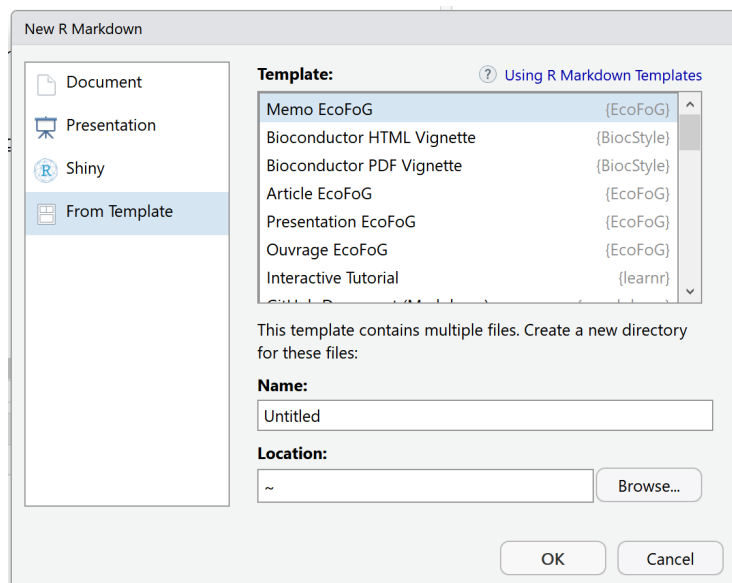 New R Markdown
Document
Presentation
Shiny
From Template
Template:
? Using R Markdown Templates
Memo EcoFoG {EcoFoG}
Bioconductor HTML Vignette {BiocStyle}
Bioconductor PDF Vignette {BiocStyle}
Article EcoFoG {EcoFoG}
Presentation EcoFoG {EcoFoG}
Ouvrage EcoFoG {EcoFoG}
Interactive Tutorial {learnr}
This template contains multiple files. Create a new directory
for these files:
Name:
Untitled
Location:
~
Browse...
OK
Cancel